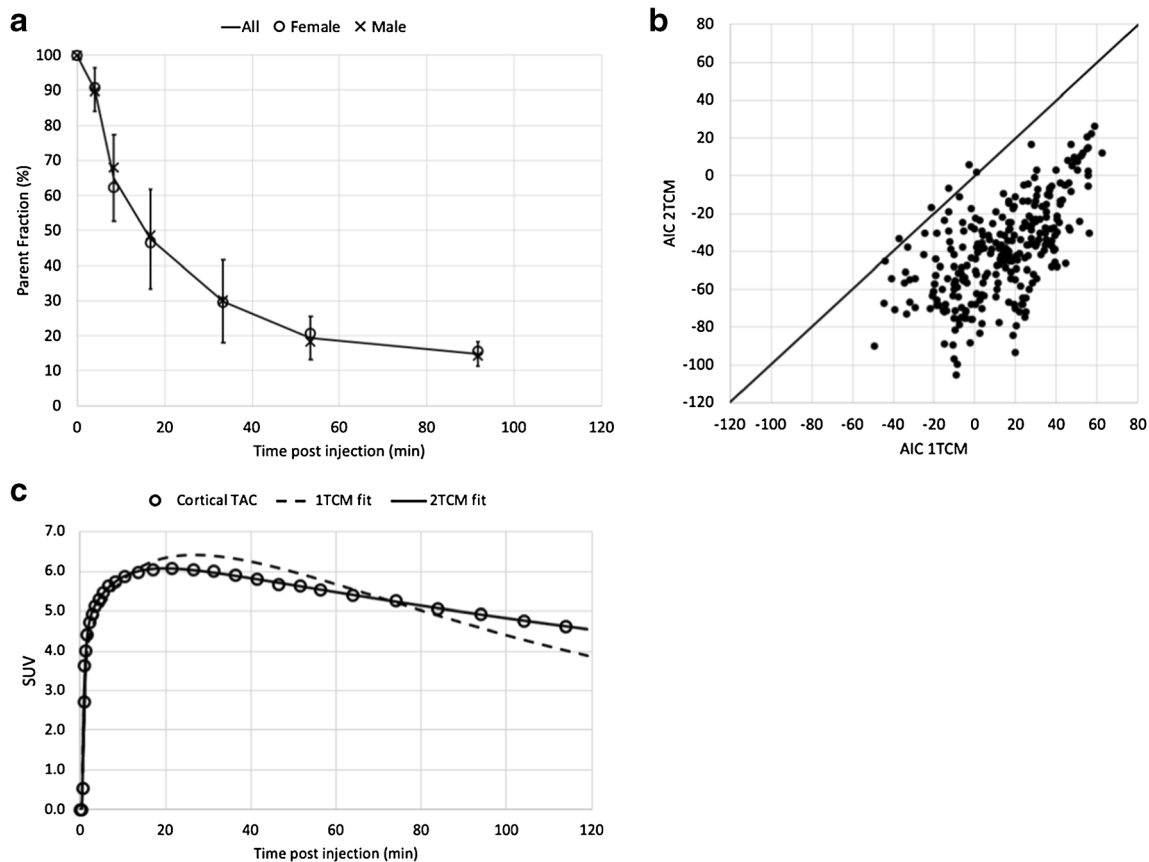 a
All Female Male
100
90
80
70
60
50
40
30
20
10
0
Parent Fraction (%)
0 20 40 60 80 100 120
Time post injection (min)
b
80
60
40
20
0
-20
-40
-60
-80
-100
-120
AIC 2TCM
-120 -100 -80 -60 -40 -20 0 20 40 60 80
AIC 1TCM
c
Cortical TAC 1TCM fit 2TCM fit
7.0
6.0
5.0
4.0
3.0
2.0
1.0
0.0
SUV
0 20 40 60 80 100 120
Time post injection (min)